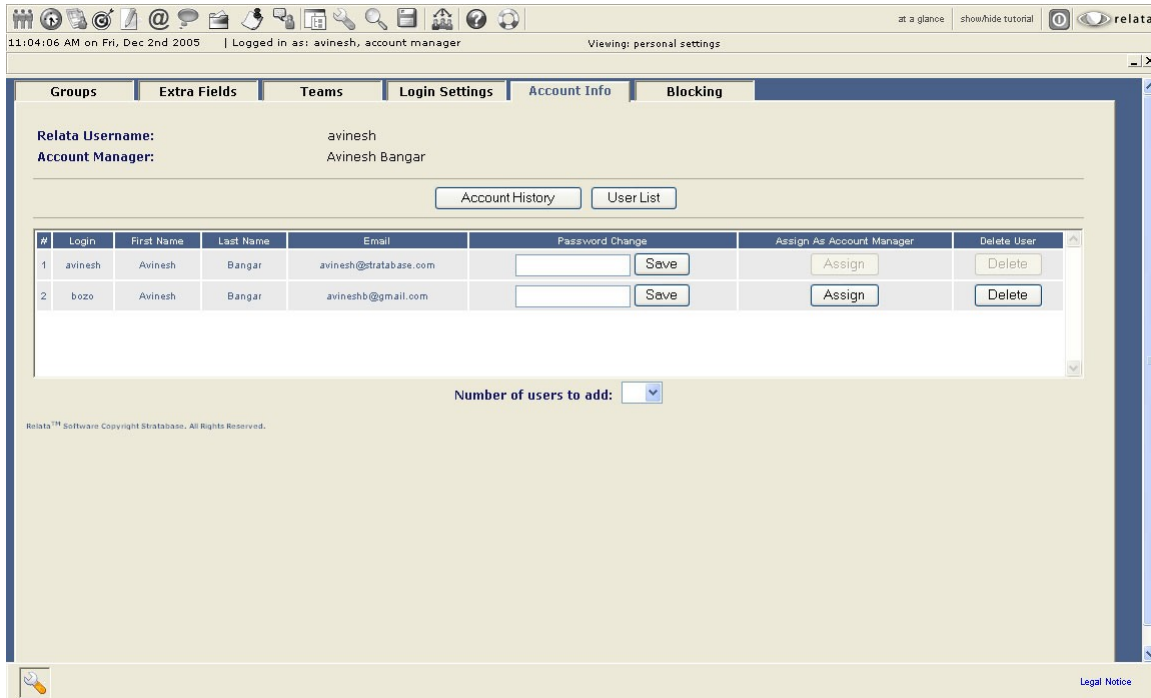 at a glance show/hide tutorial relata
11:04:06 AM on Fri, Dec 2nd 2005 | Logged in as: avinesh, account manager Viewing: personal settings
Groups Extra Fields Teams Login Settings Account Info Blocking
Relata Username: avinesh
Account Manager: Avinesh Bangar
Account History User List
# Login First Name Last Name Email Password Change Assign As Account Manager Delete User
1 avinesh Avinesh Bangar avinesh@stratabase.com Save Assign Delete
2 bozo Avinesh Bangar avineshb@gmail.com Save Assign Delete
Number of users to add:
Relata™ Software Copyright Stratabase. All Rights Reserved.
Legal Notice